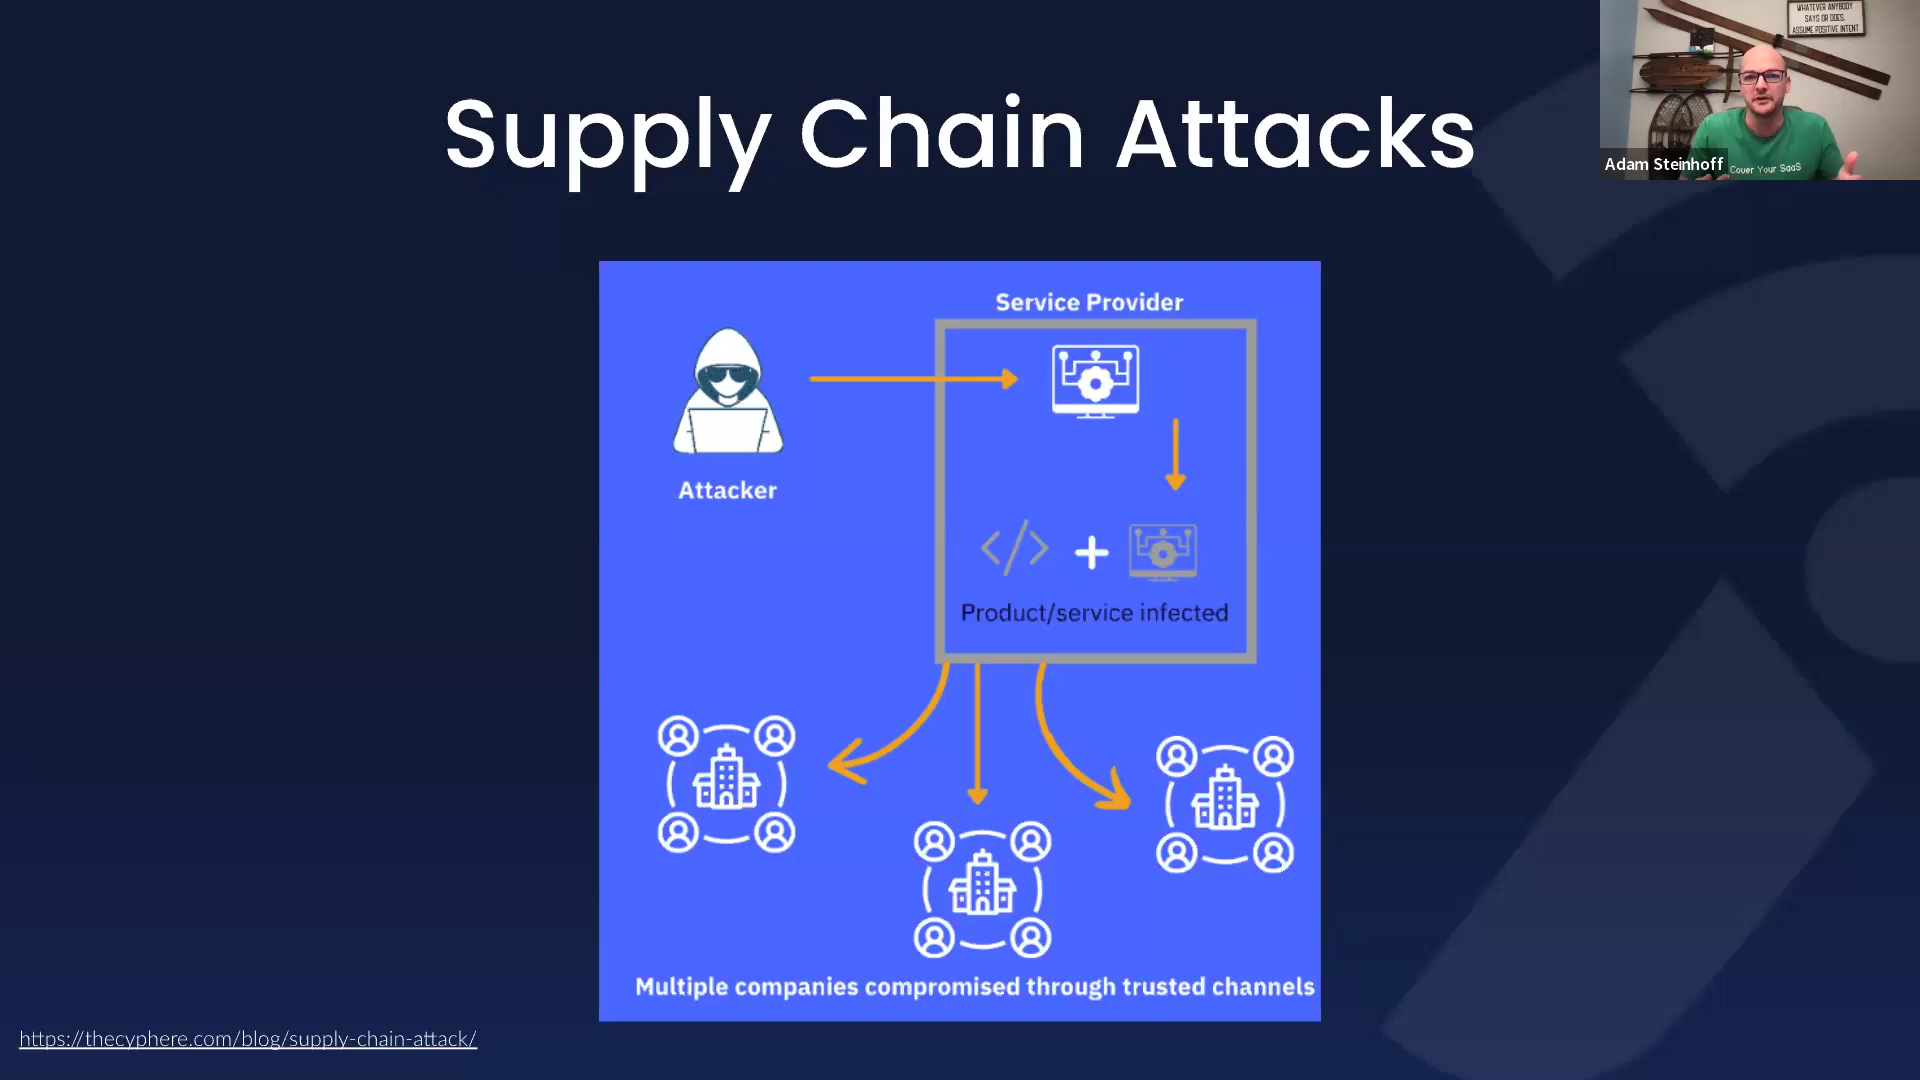 Supply Chain Attacks
WHATEVER ANYBODY
SAYS OR DOES,
ASSUME POSITIVE INTENT
Adam Steinhoff
Cover Your SaaS
Service Provider
Attacker
</>
+
Product/service infected
Multiple companies compromised through trusted channels
https://thecyphere.com/blog/supply-chain-attack/